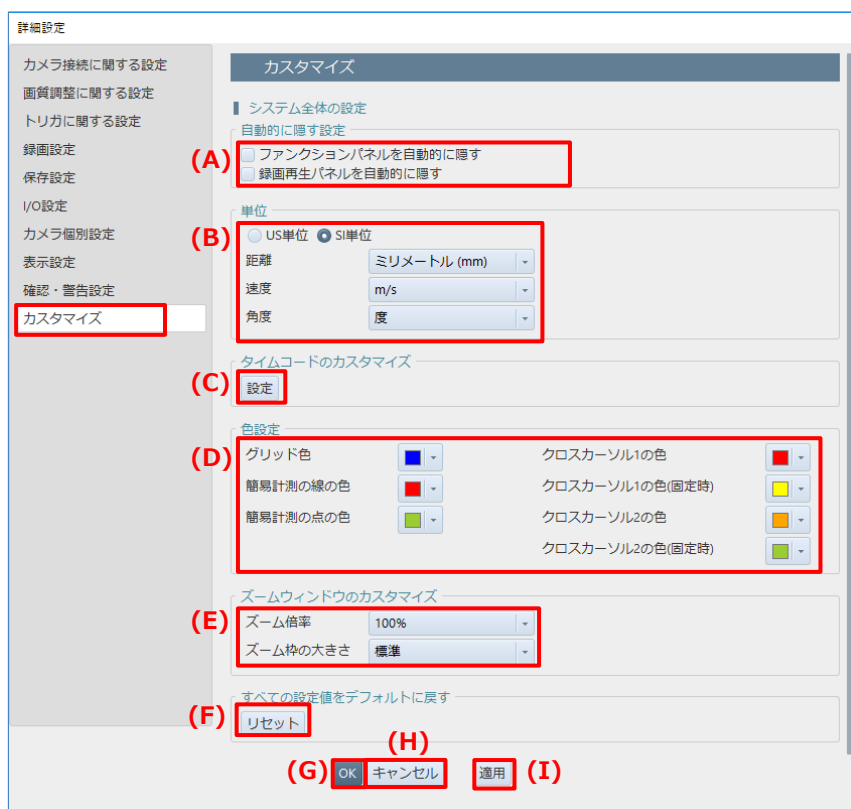 詳細設定
カメラ接続に関する設定
画質調整に関する設定
トリガに関する設定
録画設定
保存設定
I/O設定
カメラ個別設定
表示設定
確認・警告設定
カスタマイズ
カスタマイズ
システム全体の設定
自動的に隠す設定
(A)
ファンクションパネルを自動的に隠す
録画再生パネルを自動的に隠す
単位
(B)
US単位 SI単位
距離 ミリメートル (mm)
速度 m/s
角度 度
タイムコードのカスタマイズ
(C)
設定
色設定
(D)
グリッド色 クロスカーソル1の色
簡易計測の線の色 クロスカーソル1の色(固定時)
簡易計測の点の色 クロスカーソル2の色
クロスカーソル2の色(固定時)
ズームウィンドウのカスタマイズ
(E)
ズーム倍率 100%
ズーム枠の大きさ 標準
すべての設定値をデフォルトに戻す
(F)
リセット
(H)
(G) OK キャンセル 適用 (I)